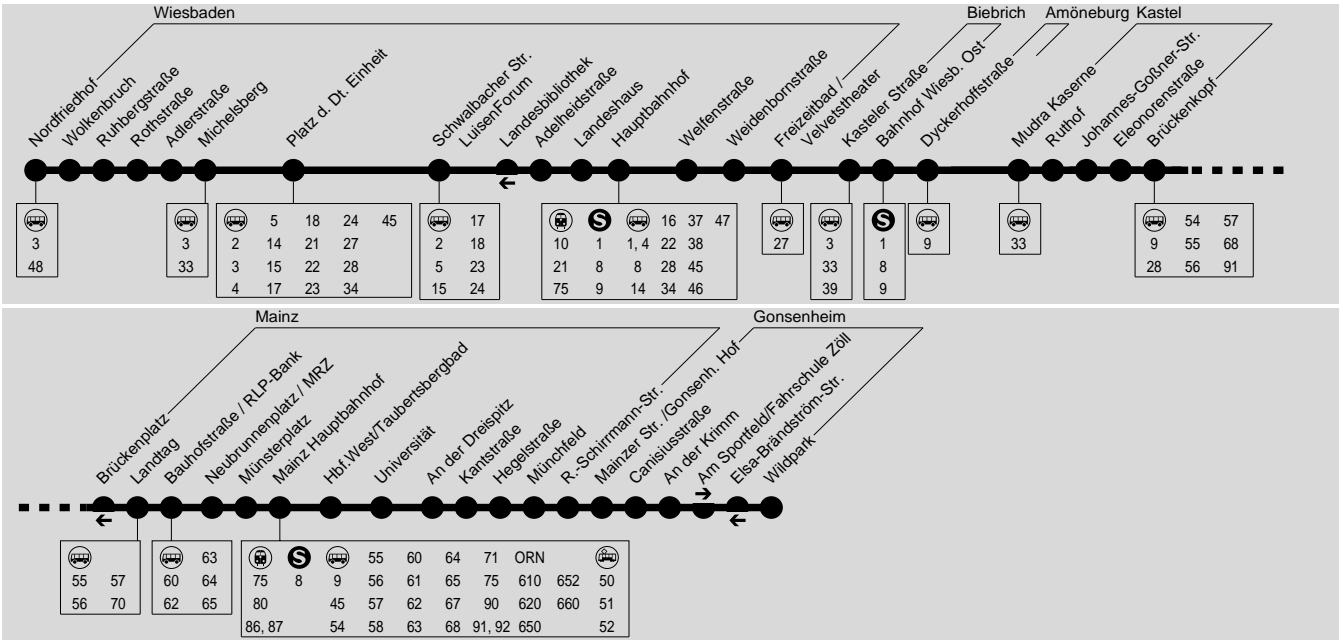 Wiesbaden Biebrich Amöneburg Kastel
Nordfriedhof
Wolkenbruch
Ruhbergstraße
Rothstraße
Adlerstraße
Michelsberg
Platz d. Dt. Einheit
Schwalbacher Str.
LuisenForum
Landesbibliothek
Adelheidstraße
Landeshaus
Hauptbahnhof
Welfenstraße
Weidenbornstraße
Freizeitbad /
Velvetstheater
Kasteler Straße
Bahnhof Wiesb. Ost
Dyckerhoffstraße
Mudra Kaserne
Ruthof
Johannes-Goßner-Str.
Eleonorenstraße
Brückenkopf
3
48
3
33
5 18 24 45
2 14 21 27
3 15 22 28
4 17 23 34
17
2 18
5 23
15 24
S 16 37 47
10 1 1, 4 22 38
21 8 8 28 45
75 9 14 34 46
27
3
33
39
S
1
8
9
9
33
54 57
9 55 68
28 56 91
Mainz Gonsenheim
Brückenplatz
Landtag
Bauhofstraße / RLP-Bank
Neubrunnenplatz / MRZ
Münsterplatz
Mainz Hauptbahnhof
Hbf.West/Taubertsbergbad
Universität
An der Dreispitz
Kantstraße
Hegelstraße
Münchfeld
R.-Schirrmann-Str.
Mainzer Str. /Gonsenh. Hof
Canisiusstraße
An der Krimm
Am Sportfeld/Fahrschule Zöll
Elsa-Brändström-Str.
Wildpark
55 57
56 70
63
60 64
62 65
S 55 60 64 71 ORN
75 8 9 56 61 65 75 610 652 50
80 45 57 62 67 90 620 660 51
86, 87 54 58 63 68 91, 92 650 52